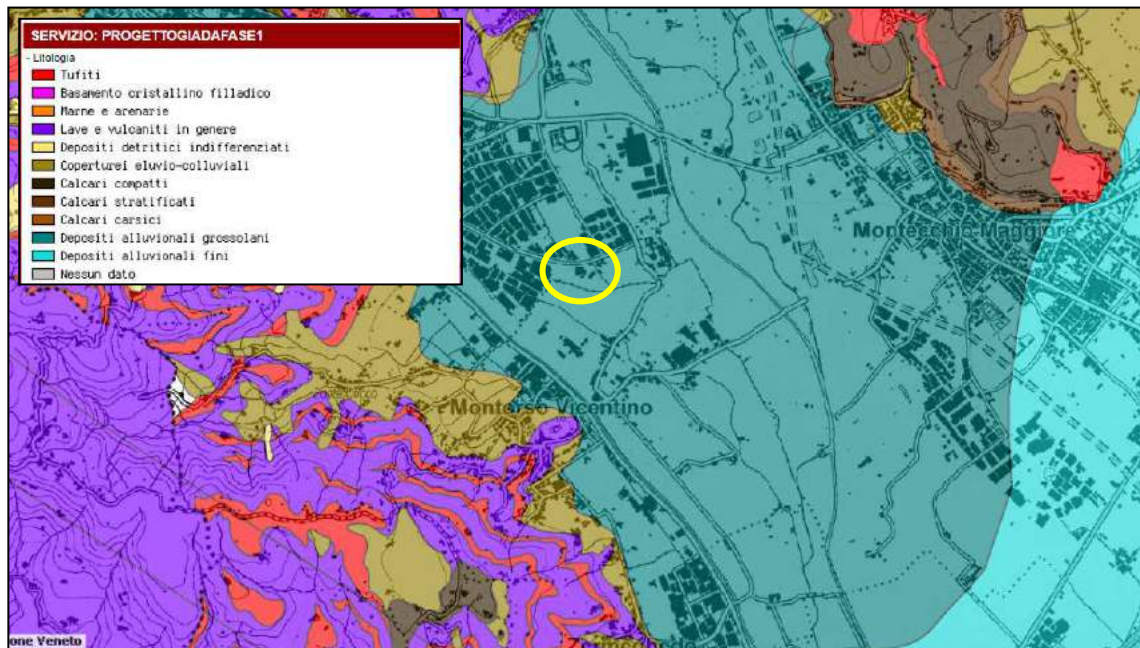 SERVIZIO: PROGETTOGIADAFASE1
- Litologia
Tufiti
Basamento cristallino filladico
Marne e arenarie
Lave e vulcaniti in genere
Depositi detritici indifferenziati
Coperturei eluvio-colluviali
Calcari compatti
Calcari stratificati
Calcari carsici
Depositi alluvionali grossolani
Depositi alluvionali fini
Nessun dato
Montecchio Maggiore
Montorso Vicentino
one Veneto